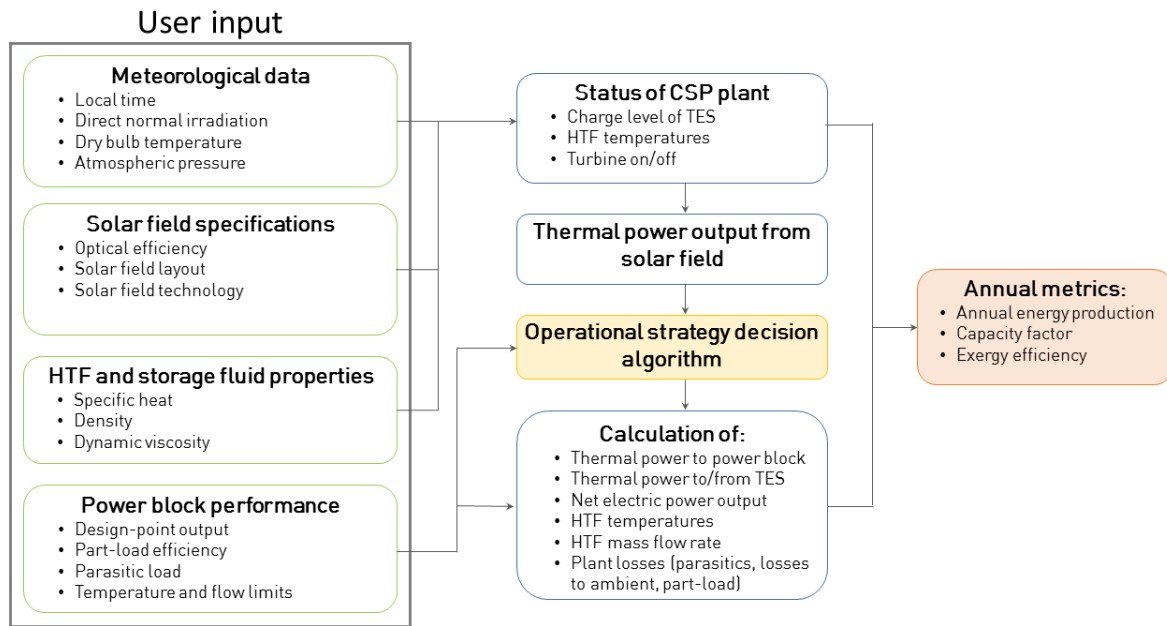 User input
Meteorological data
• Local time
• Direct normal irradiation
• Dry bulb temperature
• Atmospheric pressure
Solar field specifications
• Optical efficiency
• Solar field layout
• Solar field technology
HTF and storage fluid properties
• Specific heat
• Density
• Dynamic viscosity
Power block performance
• Design-point output
• Part-load efficiency
• Parasitic load
• Temperature and flow limits
Status of CSP plant
• Charge level of TES
• HTF temperatures
• Turbine on/off
Thermal power output from
solar field
Operational strategy decision
algorithm
Calculation of:
• Thermal power to power block
• Thermal power to/from TES
• Net electric power output
• HTF temperatures
• HTF mass flow rate
• Plant losses (parasitics, losses
to ambient, part-load)
Annual metrics:
• Annual energy production
• Capacity factor
• Exergy efficiency